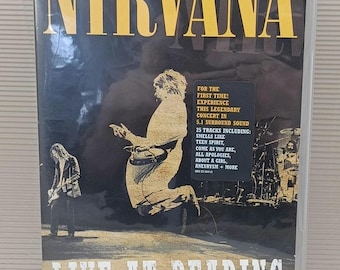 NIRVANA
FOR THE
FIRST TIME!
EXPERIENCE
THIS LEGENDARY
CONCERT IN
5.1 SURROUND SOUND
25 TRACKS INCLUDING:
SMELLS LIKE
TEEN SPIRIT,
COME AS YOU ARE,
ALL APOLOGIES,
ABOUT A GIRL,
ANEURYSM + MORE
LIVE AT READING